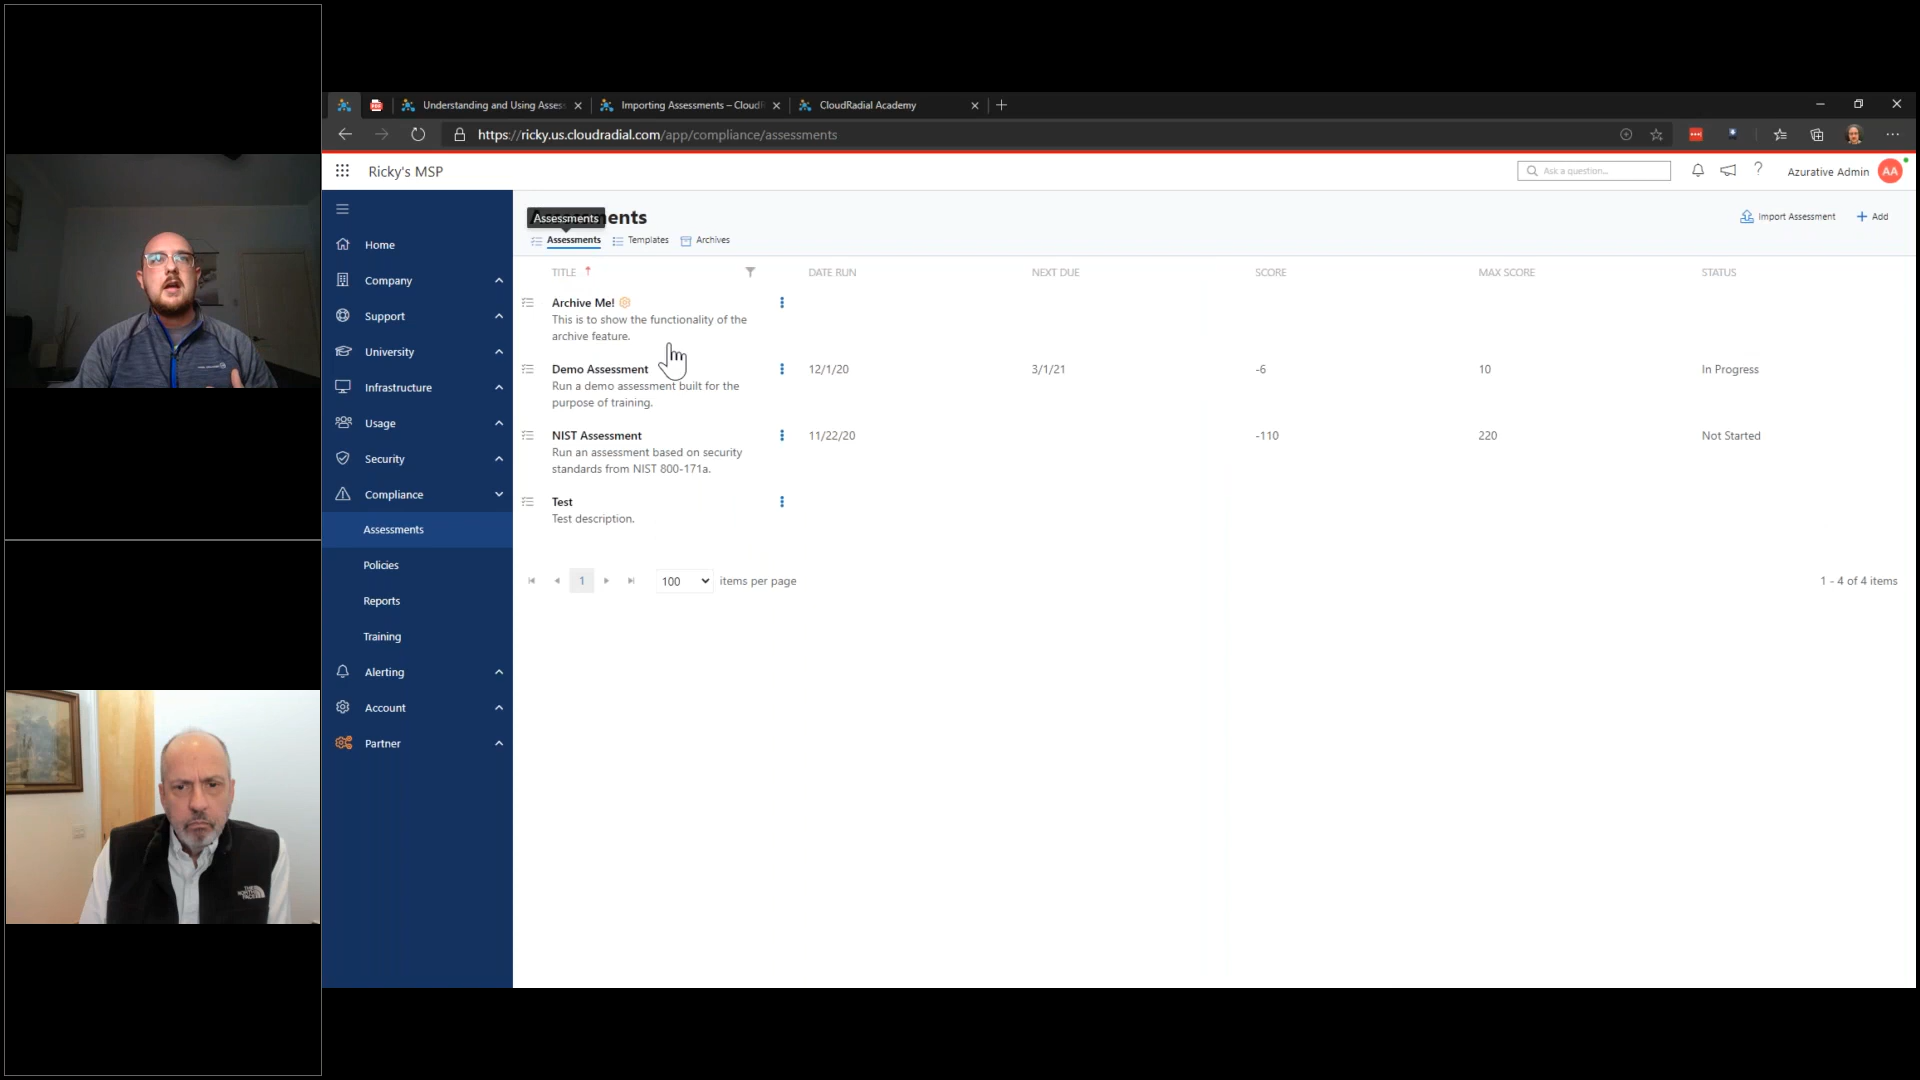 Understanding and Using Asses
Importing Assessments – CloudR
CloudRadial Academy
https://ricky.us.cloudradial.com/app/compliance/assessments
Ricky's MSP
Ask a question...
Azurative Admin
AA
Home
Company
Support
University
Infrastructure
Usage
Security
Compliance
Assessments
Policies
Reports
Training
Alerting
Account
Partner
Assessments
ents
Import Assessment
Add
Assessments
Templates
Archives
TITLE
DATE RUN
NEXT DUE
SCORE
MAX SCORE
STATUS
Archive Me!
This is to show the functionality of the
archive feature.
Demo Assessment
12/1/20
3/1/21
-6
10
In Progress
Run a demo assessment built for the
purpose of training.
NIST Assessment
11/22/20
-110
220
Not Started
Run an assessment based on security
standards from NIST 800-171a.
Test
Test description.
1
100
items per page
1 - 4 of 4 items
THE
NORTH
FACE